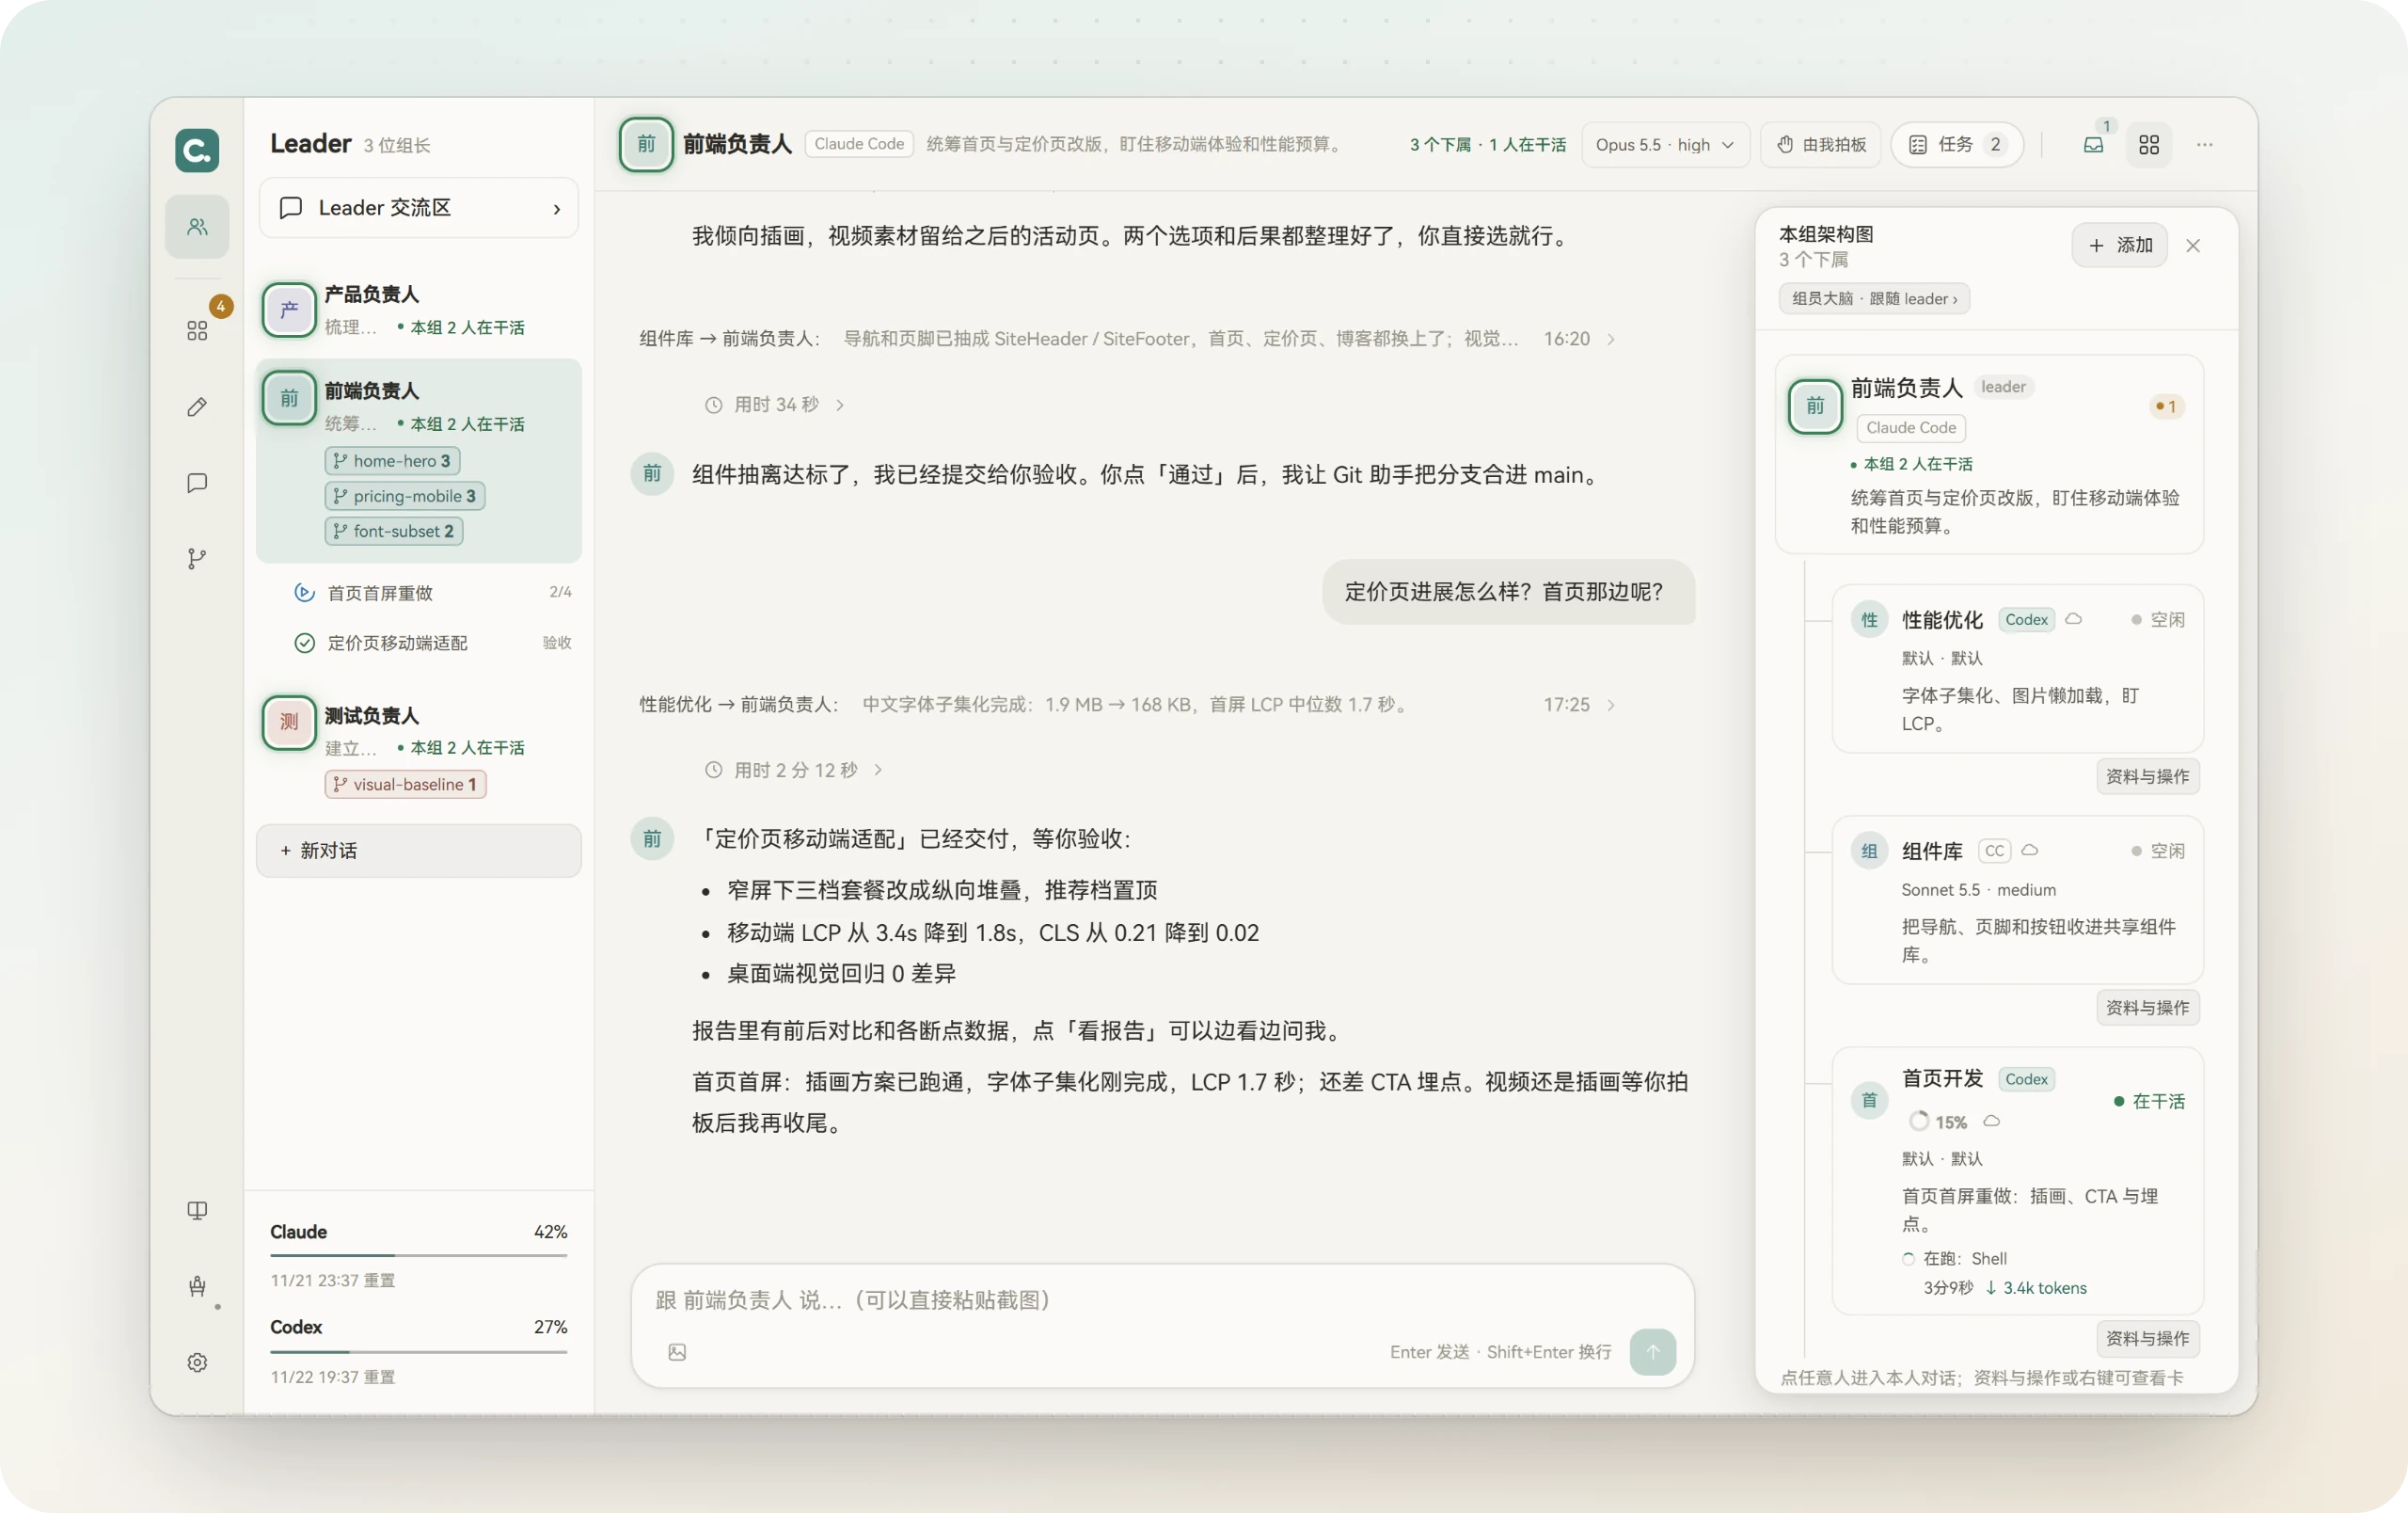 C.
4
Leader 3 位组长
Leader 交流区 ›
产
产品负责人
梳理... • 本组 2 人在干活
前
前端负责人
统筹... • 本组 2 人在干活
home-hero 3
pricing-mobile 3
font-subset 2
首页首屏重做 2/4
定价页移动端适配 验收
测
测试负责人
建立... • 本组 2 人在干活
visual-baseline 1
+ 新对话
Claude 42%
11/21 23:37 重置
Codex 27%
11/22 19:37 重置
前 前端负责人 Claude Code 统筹首页与定价页改版，盯住移动端体验和性能预算。 3 个下属 · 1 人在干活 Opus 5.5 · high 由我拍板 任务 2 1 ···
我倾向插画，视频素材留给之后的活动页。两个选项和后果都整理好了，你直接选就行。
组件库 → 前端负责人： 导航和页脚已抽成 SiteHeader / SiteFooter，首页、定价页、博客都换上了；视觉... 16:20 ›
用时 34 秒 ›
前 组件抽离达标了，我已经提交给你验收。你点「通过」后，我让 Git 助手把分支合进 main。
定价页进展怎么样？首页那边呢？
性能优化 → 前端负责人： 中文字体子集化完成：1.9 MB → 168 KB，首屏 LCP 中位数 1.7 秒。 17:25 ›
用时 2 分 12 秒 ›
前 「定价页移动端适配」已经交付，等你验收：
• 窄屏下三档套餐改成纵向堆叠，推荐档置顶
• 移动端 LCP 从 3.4s 降到 1.8s，CLS 从 0.21 降到 0.02
• 桌面端视觉回归 0 差异
报告里有前后对比和各断点数据，点「看报告」可以边看边问我。
首页首屏：插画方案已跑通，字体子集化刚完成，LCP 1.7 秒；还差 CTA 埋点。视频还是插画等你拍
板后我再收尾。
跟 前端负责人 说...（可以直接粘贴截图）
Enter 发送 · Shift+Enter 换行
本组架构图
3 个下属
+ 添加
组员大脑 · 跟随 leader ›
前 前端负责人 leader
Claude Code
• 1
• 本组 2 人在干活
统筹首页与定价页改版，盯住移动端体验
和性能预算。
性 性能优化 Codex 空闲
默认 · 默认
字体子集化、图片懒加载，盯
LCP。
资料与操作
组 组件库 CC 空闲
Sonnet 5.5 · medium
把导航、页脚和按钮收进共享组件
库。
资料与操作
首 首页开发 Codex
15%
在干活
默认 · 默认
首页首屏重做：插画、CTA 与埋
点。
在跑：Shell
3分9秒 ↓ 3.4k tokens
资料与操作
点任意人进入本人对话；资料与操作或右键可查看卡